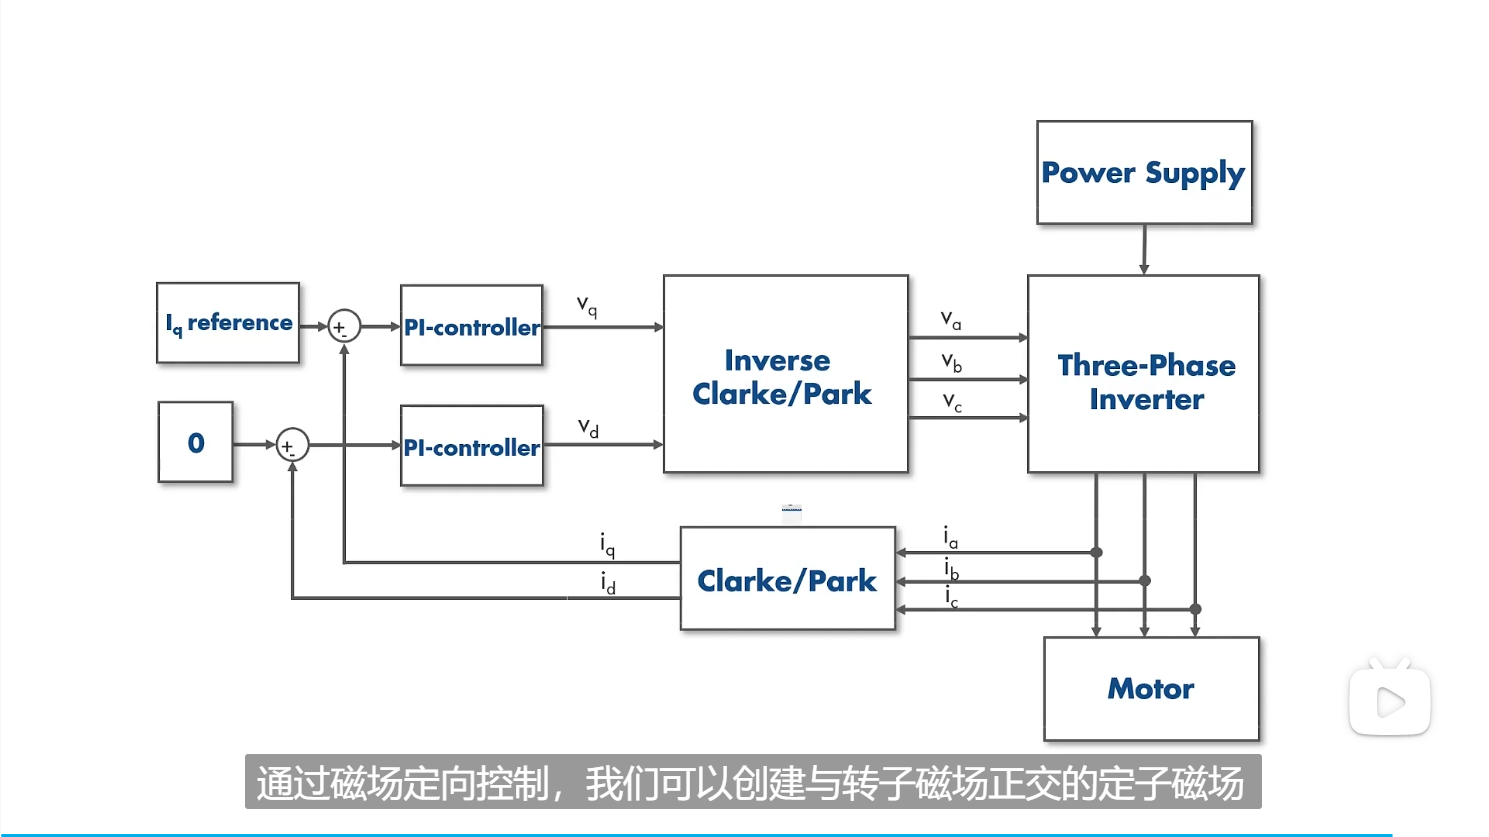 Power Supply
I_q reference
+
-
PI-controller
v_q
Inverse
Clarke/Park
v_a
v_b
v_c
Three-Phase
Inverter
0
+
-
PI-controller
v_d
i_q
i_d
Clarke/Park
i_a
i_b
i_c
Motor
通过磁场定向控制，我们可以创建与转子磁场正交的定子磁场